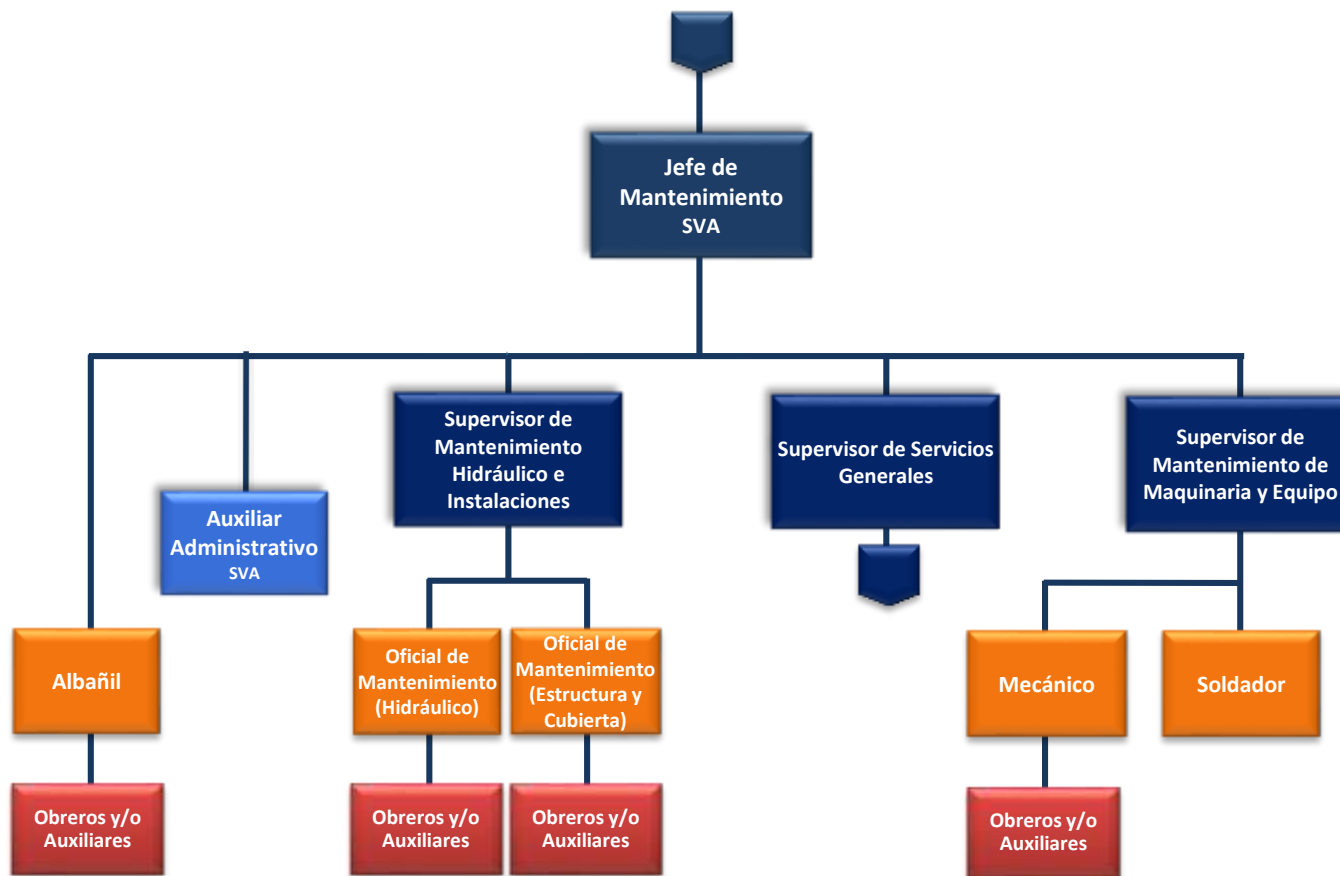 Jefe de
Mantenimiento
SVA
Supervisor de
Mantenimiento
Hidráulico e
Instalaciones
Supervisor de Servicios
Generales
Supervisor de
Mantenimiento de
Maquinaria y Equipo
Auxiliar
Administrativo
SVA
Albañil
Oficial de
Mantenimiento
(Hidráulico)
Oficial de
Mantenimiento
(Estructura y
Cubierta)
Mecánico
Soldador
Obreros y/o
Auxiliares
Obreros y/o
Auxiliares
Obreros y/o
Auxiliares
Obreros y/o
Auxiliares